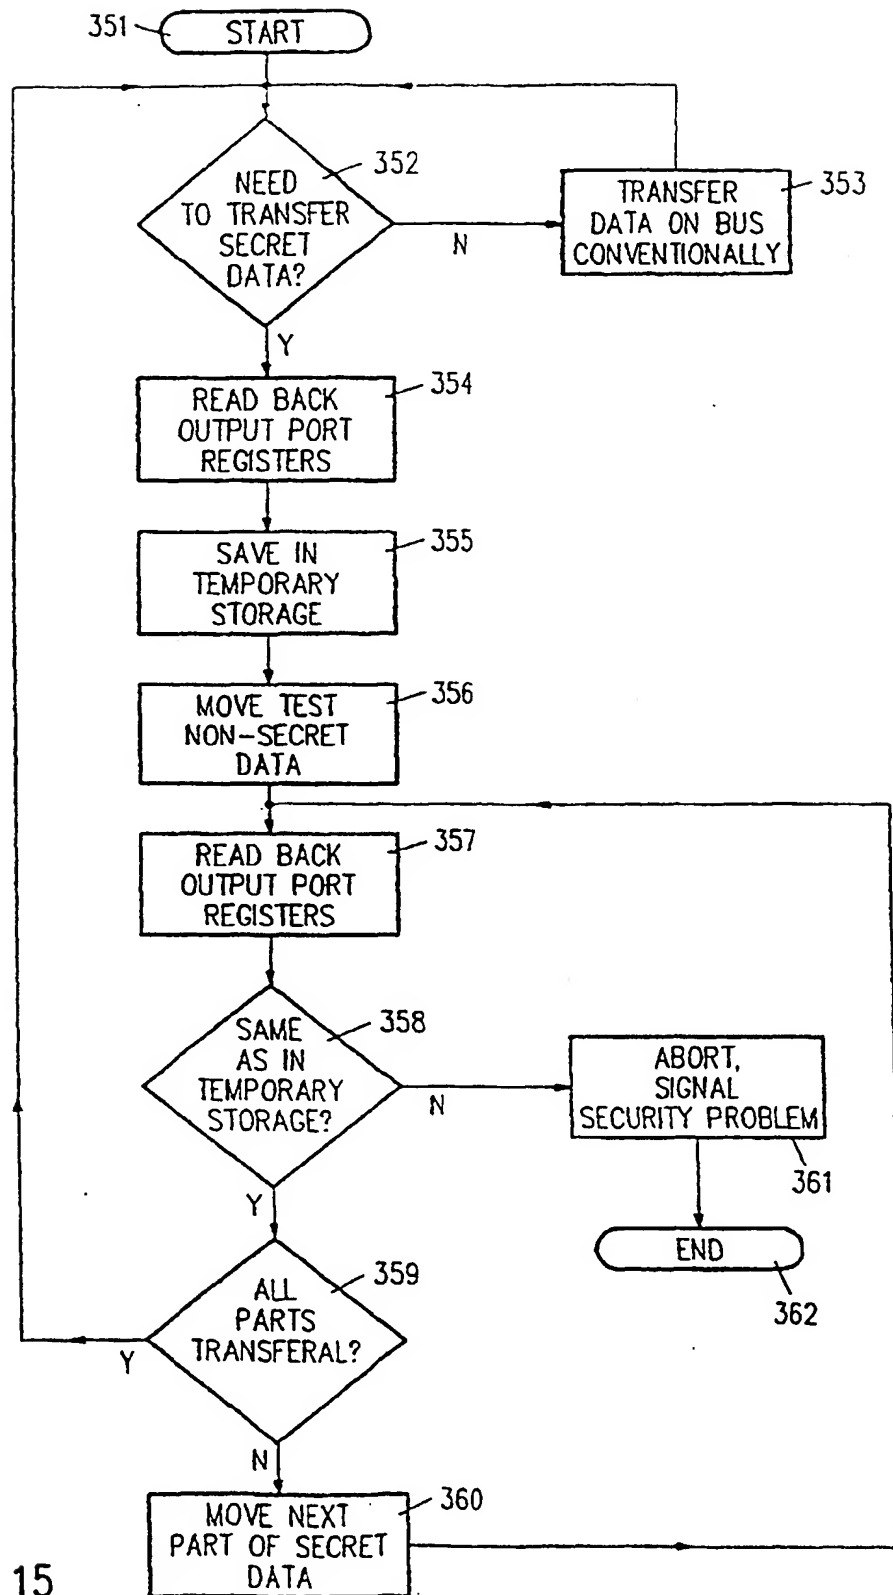 351
START
352
NEED
TO TRANSFER
SECRET
DATA?
N
TRANSFER
DATA ON BUS
CONVENTIONALLY
353
Y
READ BACK
OUTPUT PORT
REGISTERS
354
SAVE IN
TEMPORARY
STORAGE
355
MOVE TEST
NON-SECRET
DATA
356
READ BACK
OUTPUT PORT
REGISTERS
357
SAME
AS IN
TEMPORARY
STORAGE?
358
N
ABORT,
SIGNAL
SECURITY PROBLEM
361
Y
END
362
ALL
PARTS
TRANSFERAL?
359
Y
N
MOVE NEXT
PART OF SECRET
DATA
360
15